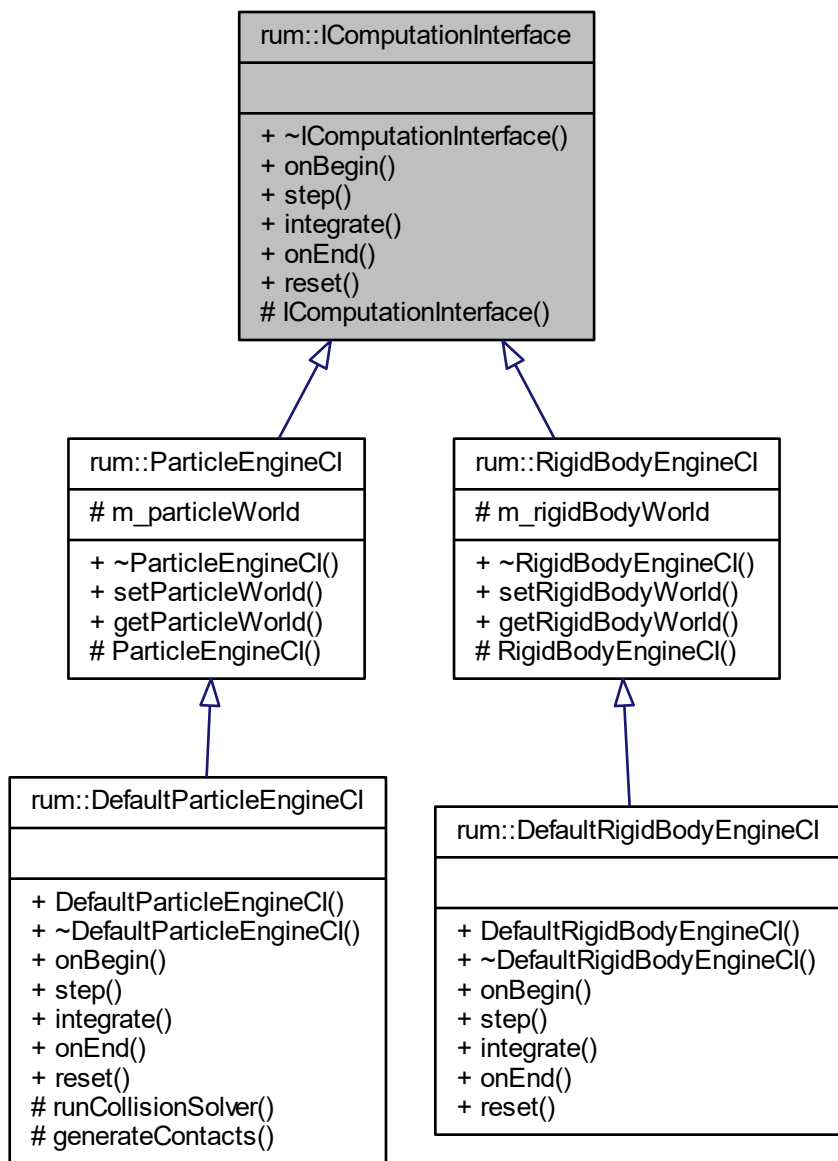 rum::IComputationInterface
+ ~IComputationInterface()
+ onBegin()
+ step()
+ integrate()
+ onEnd()
+ reset()
# IComputationInterface()
rum::ParticleEngineCI
# m_particleWorld
+ ~ParticleEngineCI()
+ setParticleWorld()
+ getParticleWorld()
# ParticleEngineCI()
rum::RigidBodyEngineCI
# m_rigidBodyWorld
+ ~RigidBodyEngineCI()
+ setRigidBodyWorld()
+ getRigidBodyWorld()
# RigidBodyEngineCI()
rum::DefaultParticleEngineCI
+ DefaultParticleEngineCI()
+ ~DefaultParticleEngineCI()
+ onBegin()
+ step()
+ integrate()
+ onEnd()
+ reset()
# runCollisionSolver()
# generateContacts()
rum::DefaultRigidBodyEngineCI
+ DefaultRigidBodyEngineCI()
+ ~DefaultRigidBodyEngineCI()
+ onBegin()
+ step()
+ integrate()
+ onEnd()
+ reset()